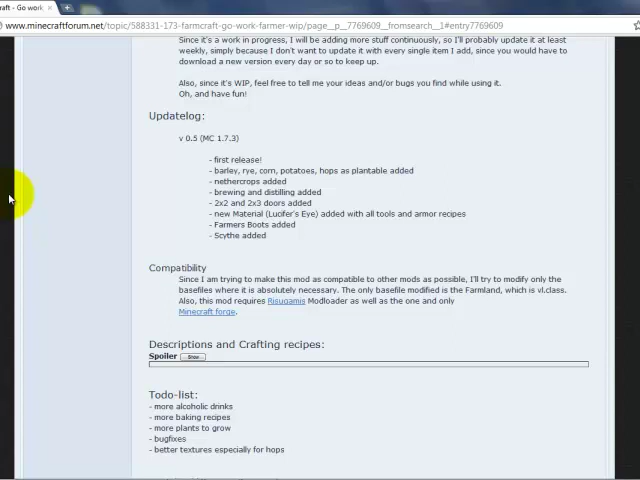 raft - Go work
www.minecraftforum.net/topic/588331-173-farmcraft-go-work-farmer-wip/page__p__7769609__fromsearch__1#entry7769609
Since it's a work in progress, I will be adding more stuff continuously, so I'll probably update it at least
weekly, simply because I don't want to update it with every single item I add, since you would have to
download a new version every day or so to keep up.
Also, since it's WIP, feel free to tell me your ideas and/or bugs you find while using it.
Oh, and have fun!
Updatelog:
v 0.5 (MC 1.7.3)
- first release!
- barley, rye, corn, potatoes, hops as plantable added
- nethercrops added
- brewing and distilling added
- 2x2 and 2x3 doors added
- new Material (Lucifer's Eye) added with all tools and armor recipes
- Farmers Boots added
- Scythe added
Compatibility
Since I am trying to make this mod as compatible to other mods as possible, I'll try to modify only the
basefiles where it is absolutely necessary. The only basefile modified is the Farmland, which is vl.class.
Also, this mod requires Risugamis Modloader as well as the one and only
Minecraft forge.
Descriptions and Crafting recipes:
Spoiler Show
Todo-list:
- more alcoholic drinks
- more baking recipes
- more plants to grow
- bugfixes
- better textures especially for hops